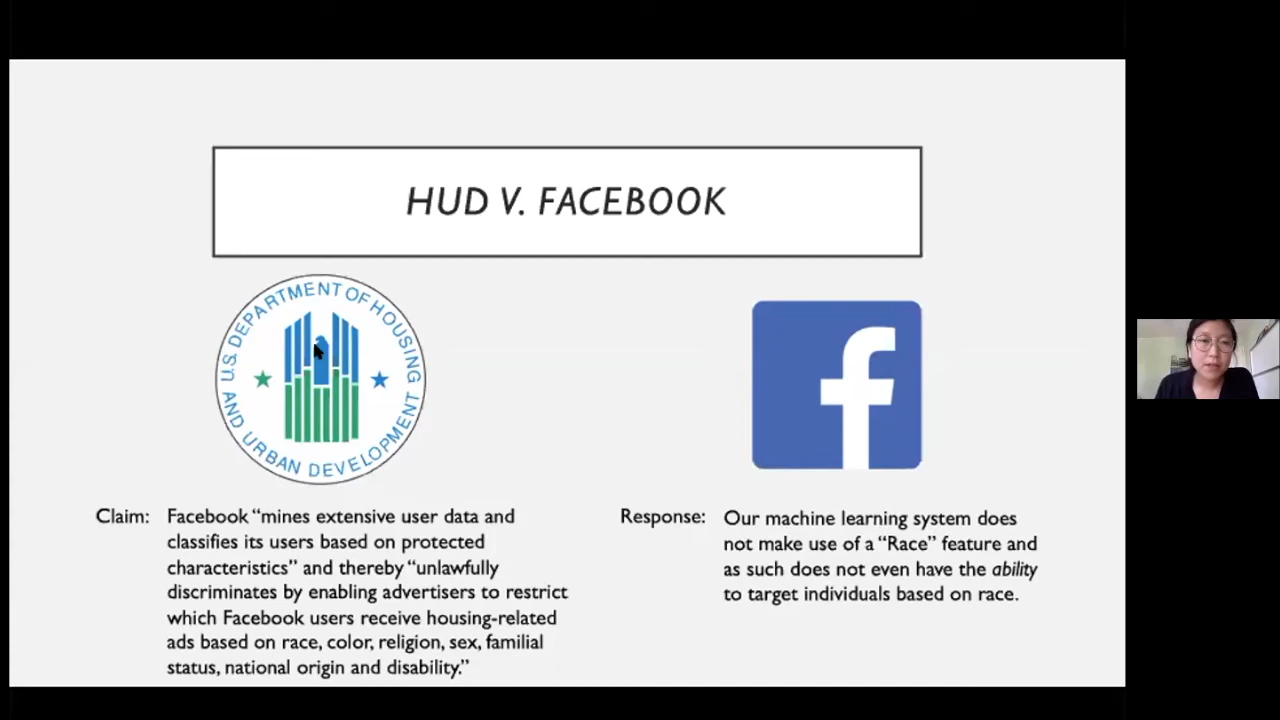 HUD V. FACEBOOK
U.S. DEPARTMENT OF HOUSING
AND URBAN DEVELOPMENT
f
Claim: Facebook “mines extensive user data and
classifies its users based on protected
characteristics” and thereby “unlawfully
discriminates by enabling advertisers to restrict
which Facebook users receive housing-related
ads based on race, color, religion, sex, familial
status, national origin and disability.”
Response: Our machine learning system does
not make use of a “Race” feature and
as such does not even have the ability
to target individuals based on race.